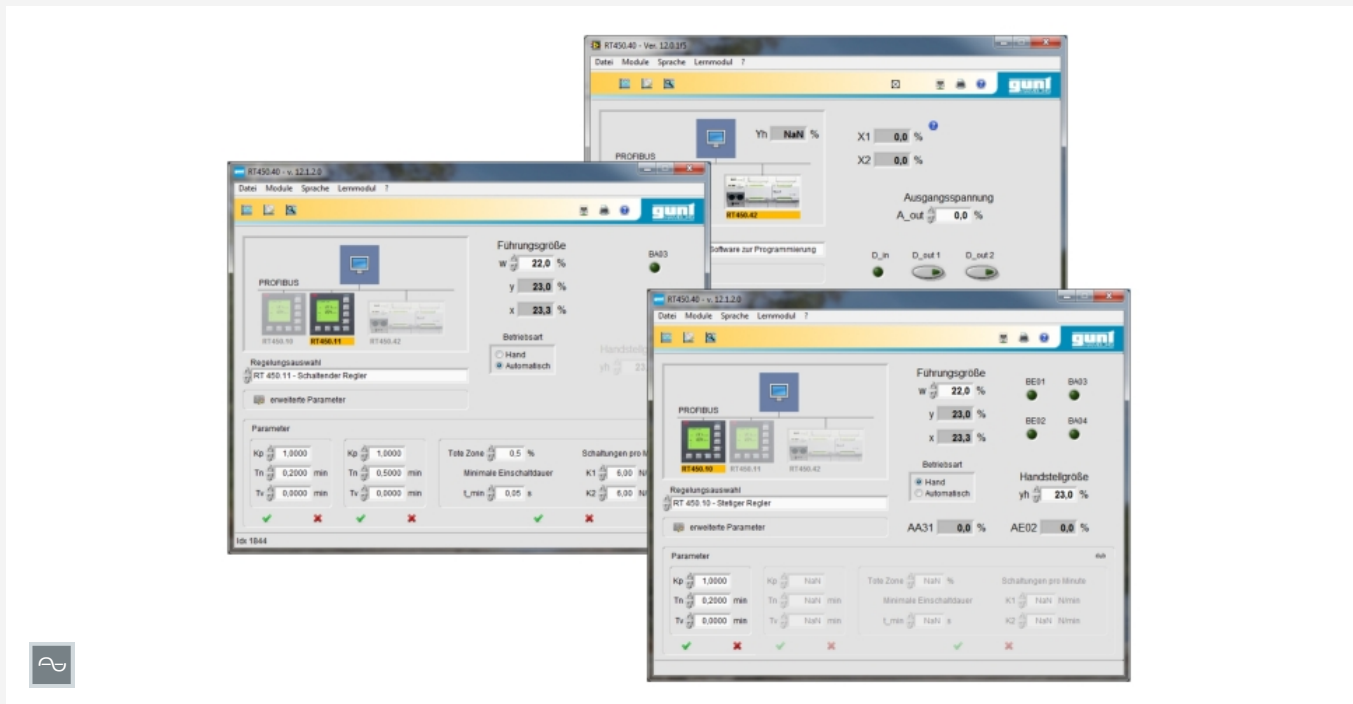 RT450.40 - Ver. 12.0.1f5
Datei Module Sprache Lernmodul ?
gunt
Yh NaN %
X1 0,0 %
X2 0,0 %
PROFIBUS
RT450.42
Ausgangsspannung
A_out 0,0 %
Software zur Programmierung
D_in D_out 1 D_out 2
RT450.40 - v. 12.1.2.0
Datei Module Sprache Lernmodul ?
gunt
Führungsgröße
w 22,0 %
y 23,0 %
x 23,3 %
BA03
PROFIBUS
RT450.10 RT450.11 RT450.42
Betriebsart
Hand
Automatisch
Handstellg
yh 23,
Regelungsauswahl
RT 450.11 - Schaltender Regler
erweiterte Parameter
Parameter
Kp 1,0000 Kp 1,0000 Tote Zone 0,5 % Schaltungen pro M
Tn 0,2000 min Tn 0,5000 min Minimale Einschaltdauer K1 6,00 N/
Tv 0,0000 min Tv 0,0000 min t_min 0,05 s K2 6,00 N/
Idx 1844
RT450.40 - v. 12.1.2.0
Datei Module Sprache Lernmodul ?
gunt
Führungsgröße
w 22,0 %
y 23,0 %
x 23,3 %
BE01 BA03
BE02 BA04
PROFIBUS
RT450.10 RT450.11 RT450.42
Betriebsart
Hand
Automatisch
Handstellgröße
yh 23,0 %
Regelungsauswahl
RT 450.10 - Stetiger Regler
erweiterte Parameter
AA31 0,0 % AE02 0,0 %
Parameter
Kp 1,0000 Kp NaN Tote Zone NaN % Schaltungen pro Minute
Tn 0,2000 min Tn NaN min Minimale Einschaltdauer K1 NaN N/min
Tv 0,0000 min Tv NaN min t_min NaN s K2 NaN N/min